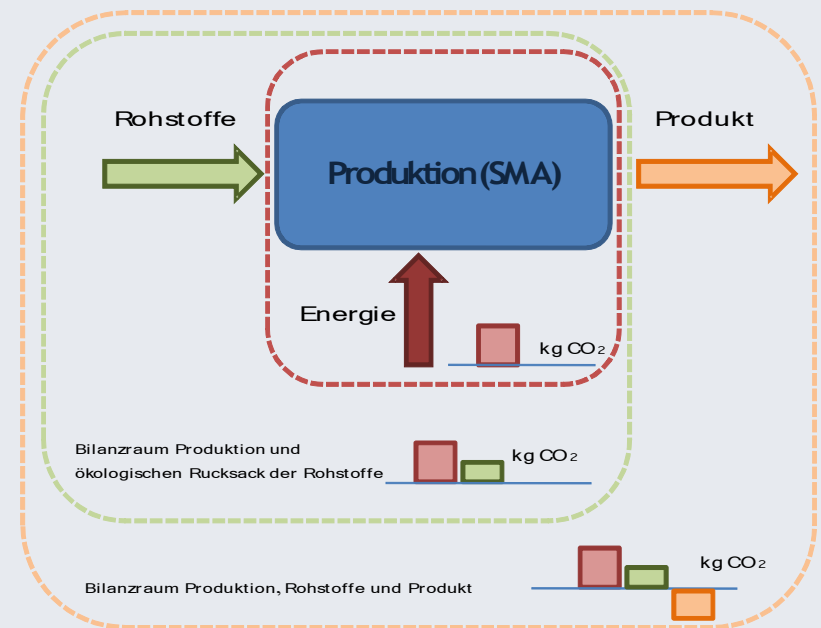 Rohstoffe
Produkt
Produktion (SMA)
Energie
kg CO₂
Bilanzraum Produktion und
ökologischen Rucksack der Rohstoffe
kg CO₂
kg CO₂
Bilanzraum Produktion, Rohstoffe und Produkt